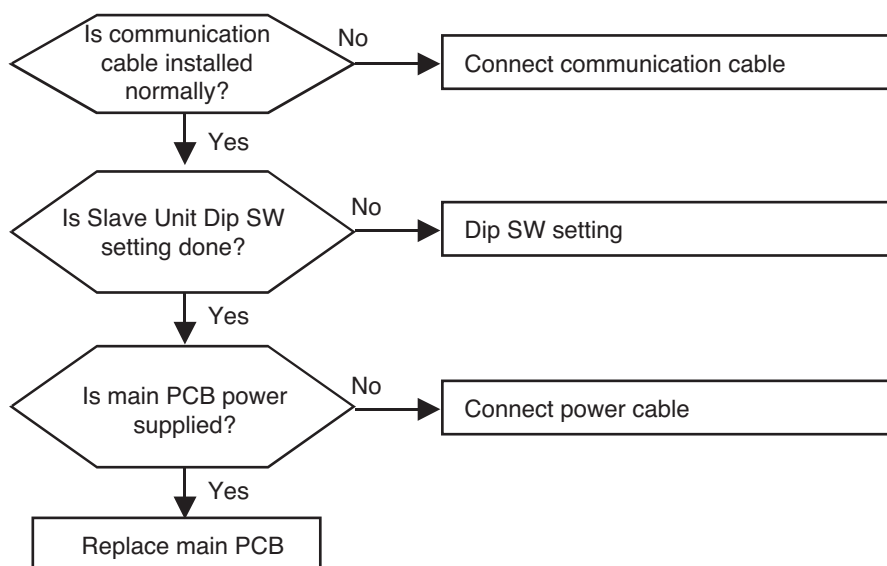 Is communication
cable installed
normally?
No
Connect communication cable
Yes
Is Slave Unit Dip SW
setting done?
No
Dip SW setting
Yes
Is main PCB power
supplied?
No
Connect power cable
Yes
Replace main PCB